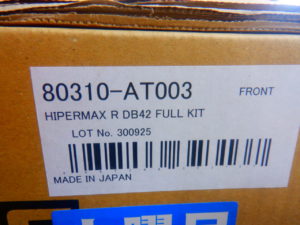 80310-AT003 FRONT
HIPERMAX R DB42 FULL KIT
LOT No. 300925
MADE IN JAPAN